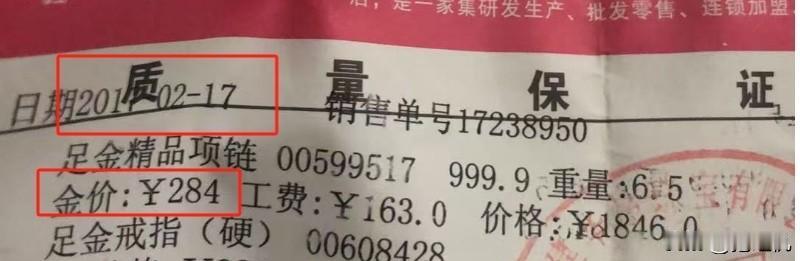 后，是一家集研发生产、批发零售、连锁加盟
质量保证
日期201 02-17 销售单号17238950
足金精品项链 00599517 999.9 重量:6.5
金价:¥284 工费:¥163.0 价格:¥1846.0
足金戒指（硬） 00608428